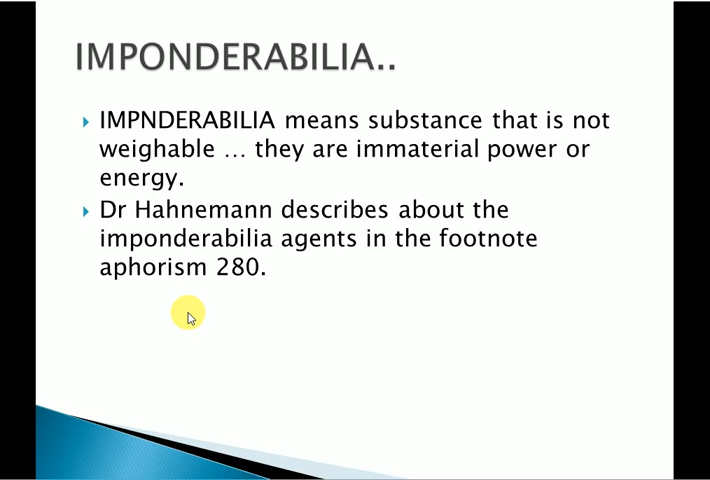 IMPONDERABILIA..
IMPNDERABILIA means substance that is not
weighable ... they are immaterial power or
energy.
Dr Hahnemann describes about the
imponderabilia agents in the footnote
aphorism 280.